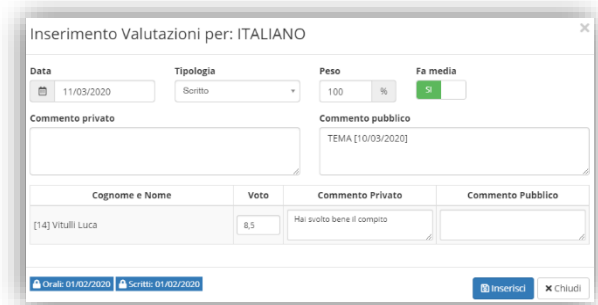 Inserimento Valutazioni per: ITALIANO
×
Data Tipologia Peso Fa media
11/03/2020 Scritto 100 % SI
Commento privato Commento pubblico
TEMA [10/03/2020]
Cognome e Nome Voto Commento Privato Commento Pubblico
[14] Vitulli Luca 8,5 Hai svolto bene il compito
Orali: 01/02/2020 Scritti: 01/02/2020 Inserisci × Chiudi